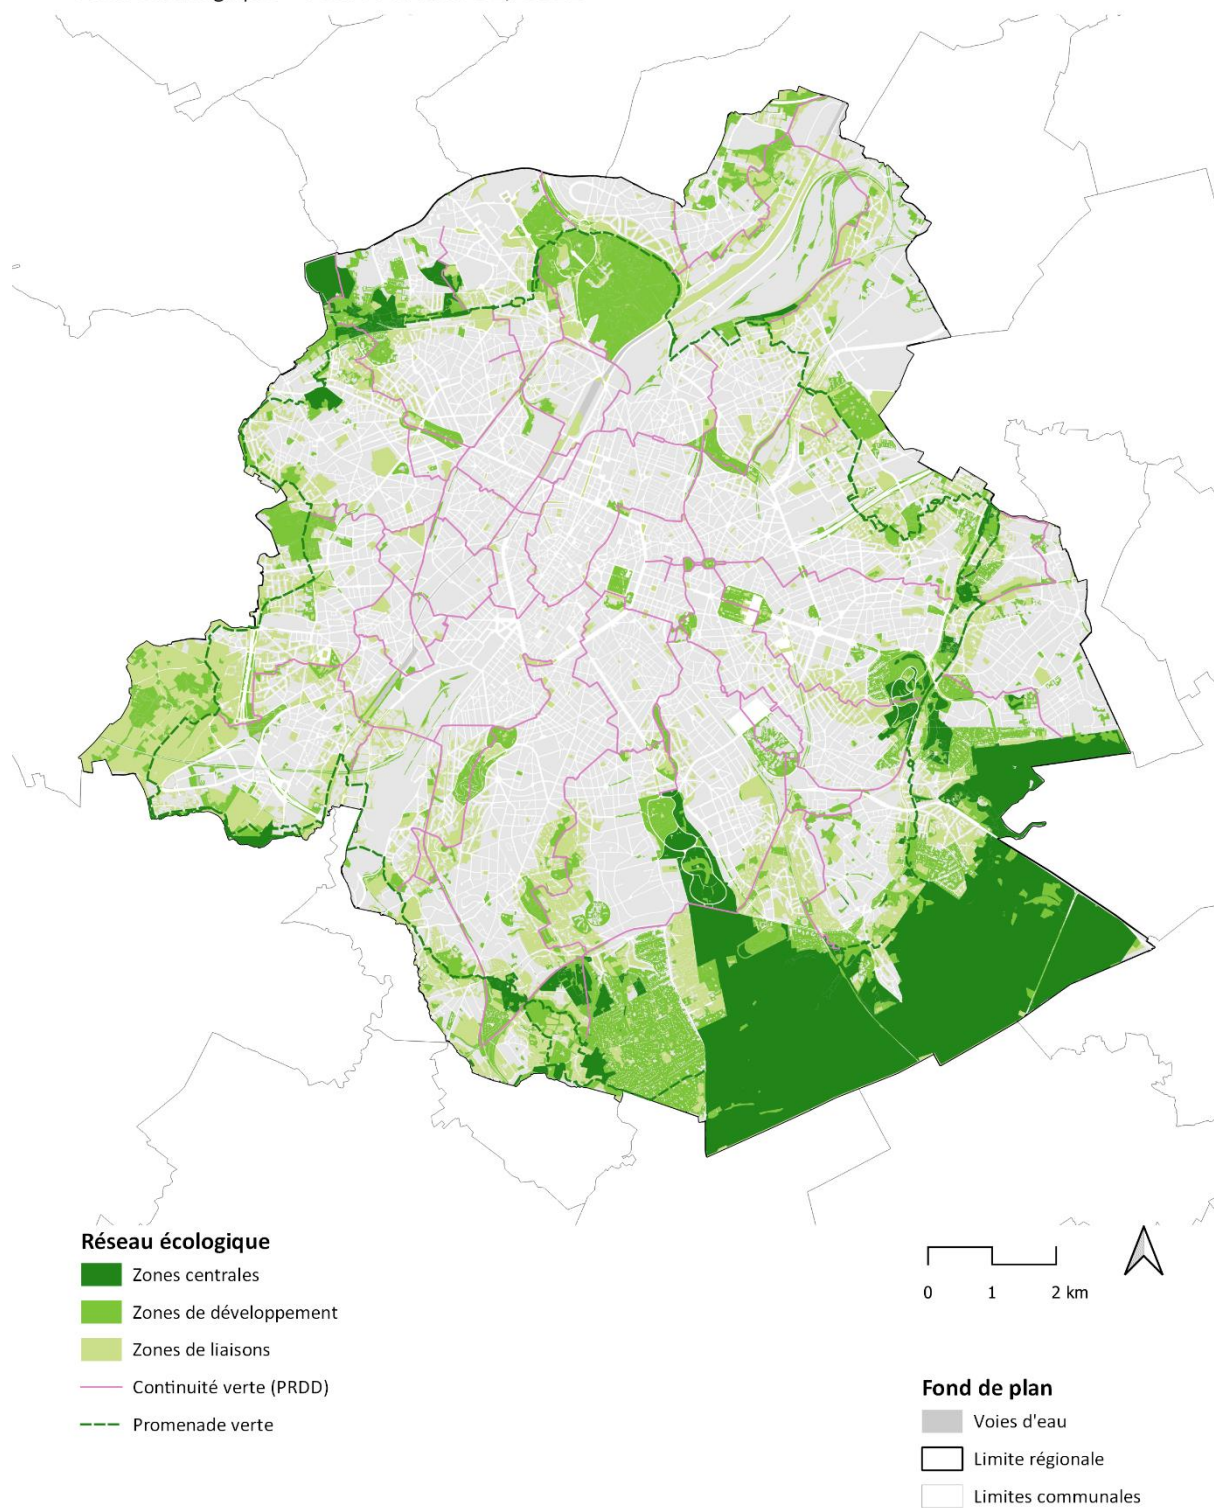 Réseau écologique
Zones centrales
Zones de développement
Zones de liaisons
Continuité verte (PRDD)
Promenade verte
0 1 2 km
Fond de plan
Voies d'eau
Limite régionale
Limites communales